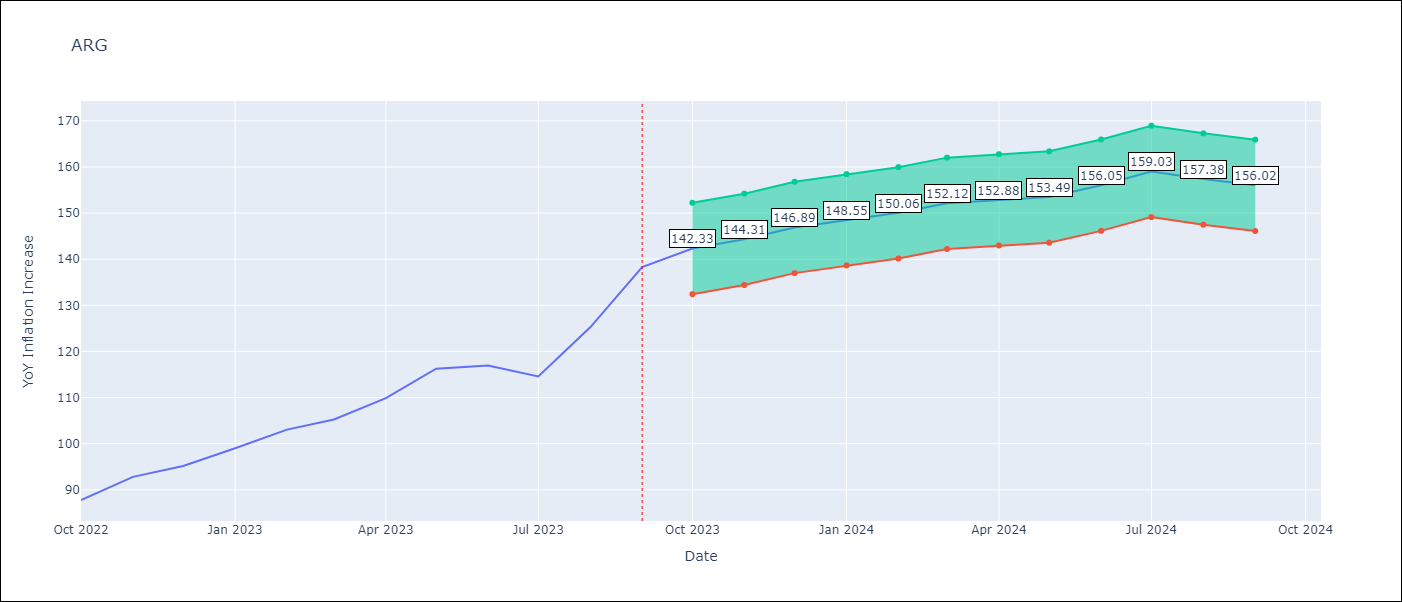 ARG
YoY Inflation Increase
170
160
150
140
130
120
110
100
90
142.33
144.31
146.89
148.55
150.06
152.12
152.88
153.49
156.05
159.03
157.38
156.02
Oct 2022
Jan 2023
Apr 2023
Jul 2023
Oct 2023
Jan 2024
Apr 2024
Jul 2024
Oct 2024
Date